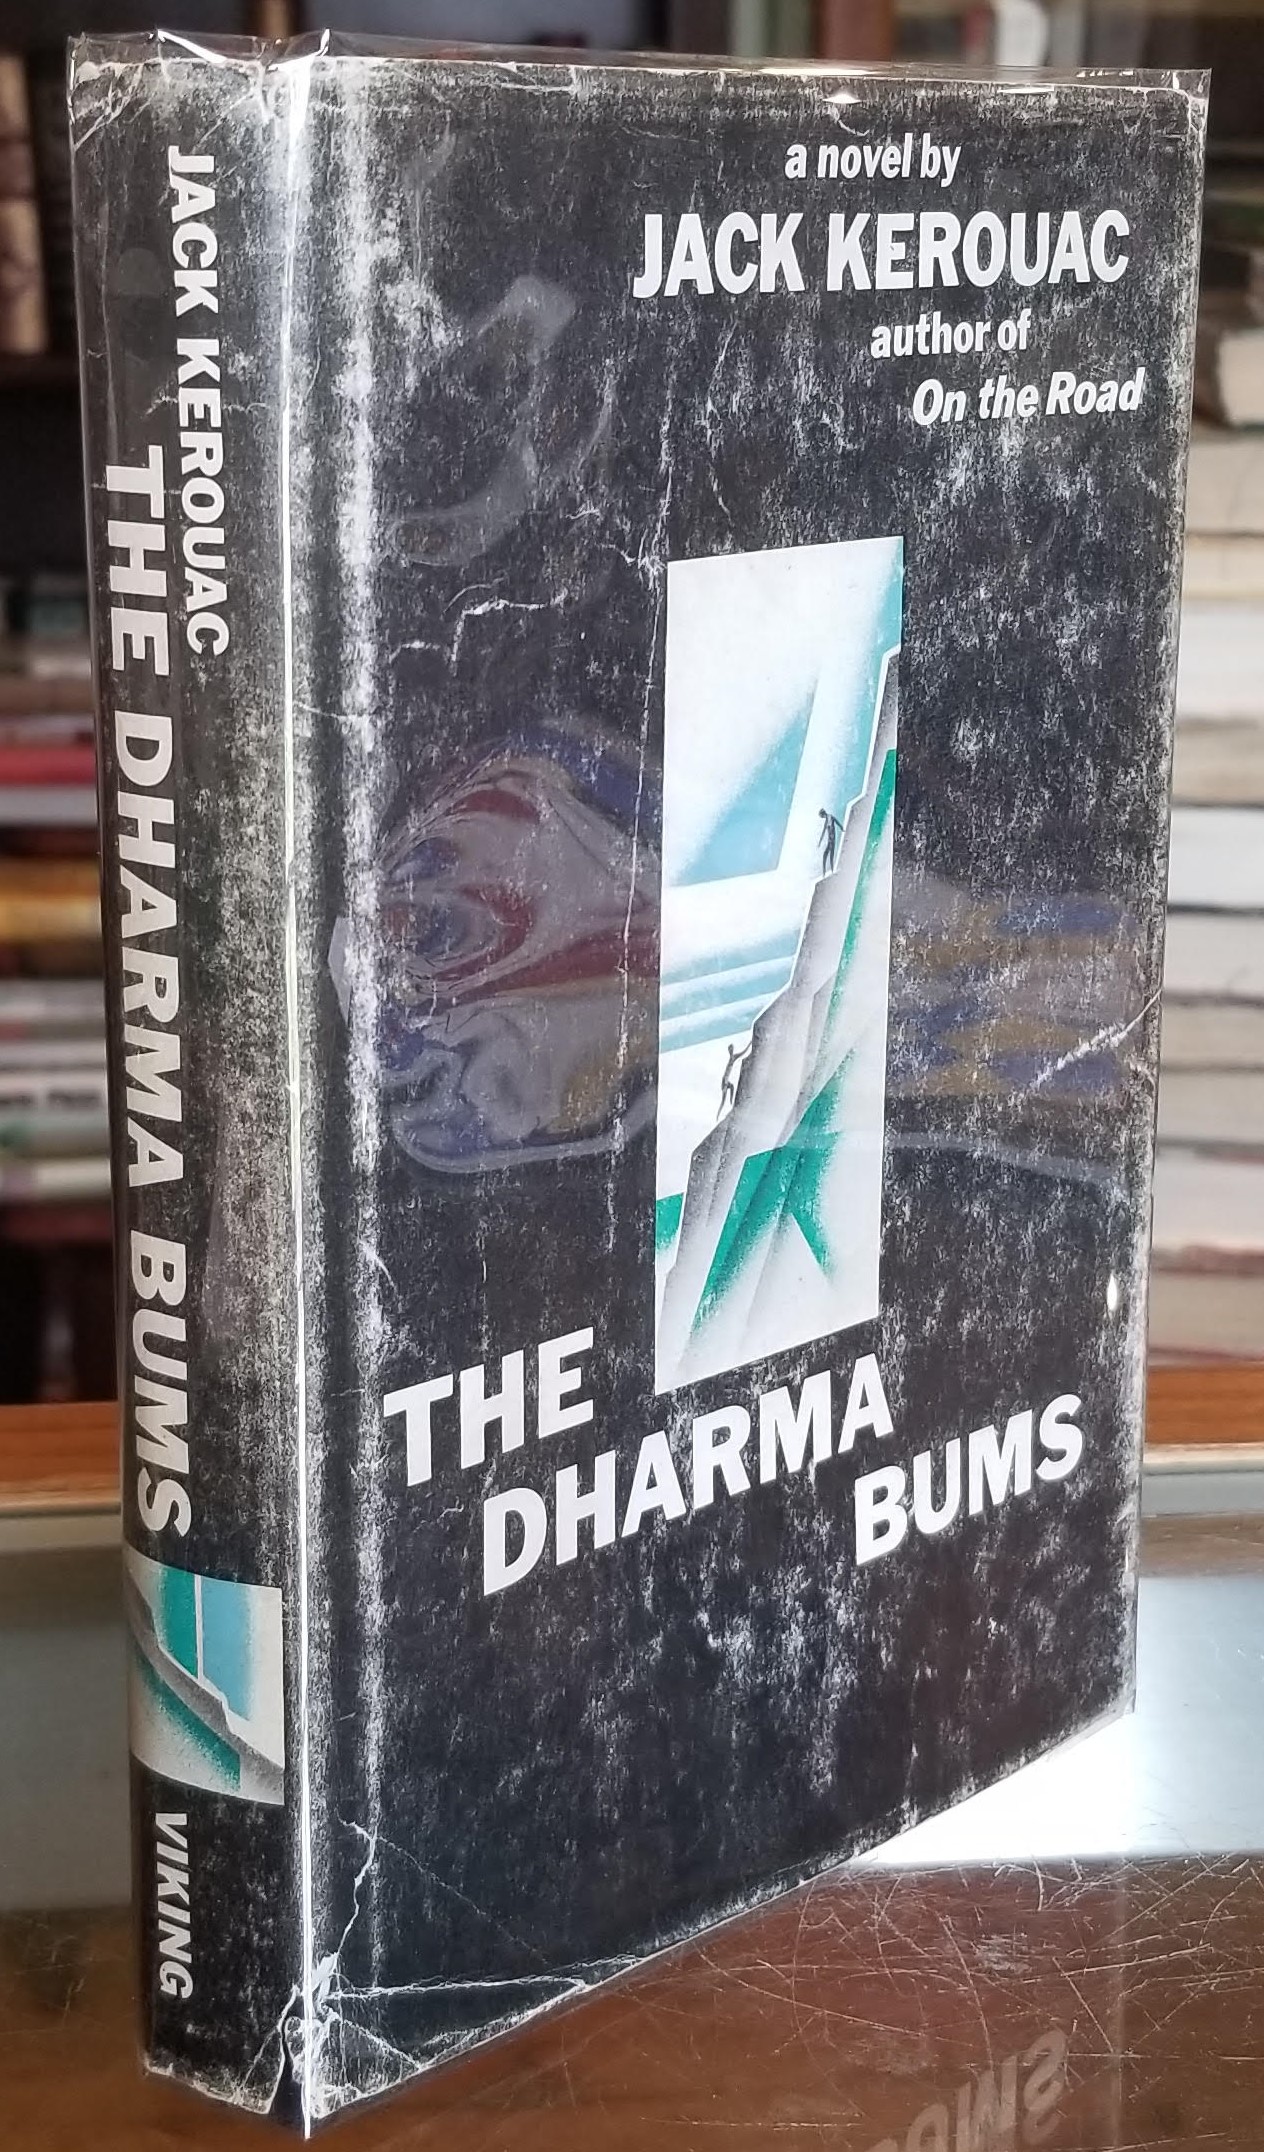 JACK KEROUAC
THE DHARMA BUMS
VIKING
a novel by
JACK KEROUAC
author of
On the Road
THE
DHARMA
BUMS